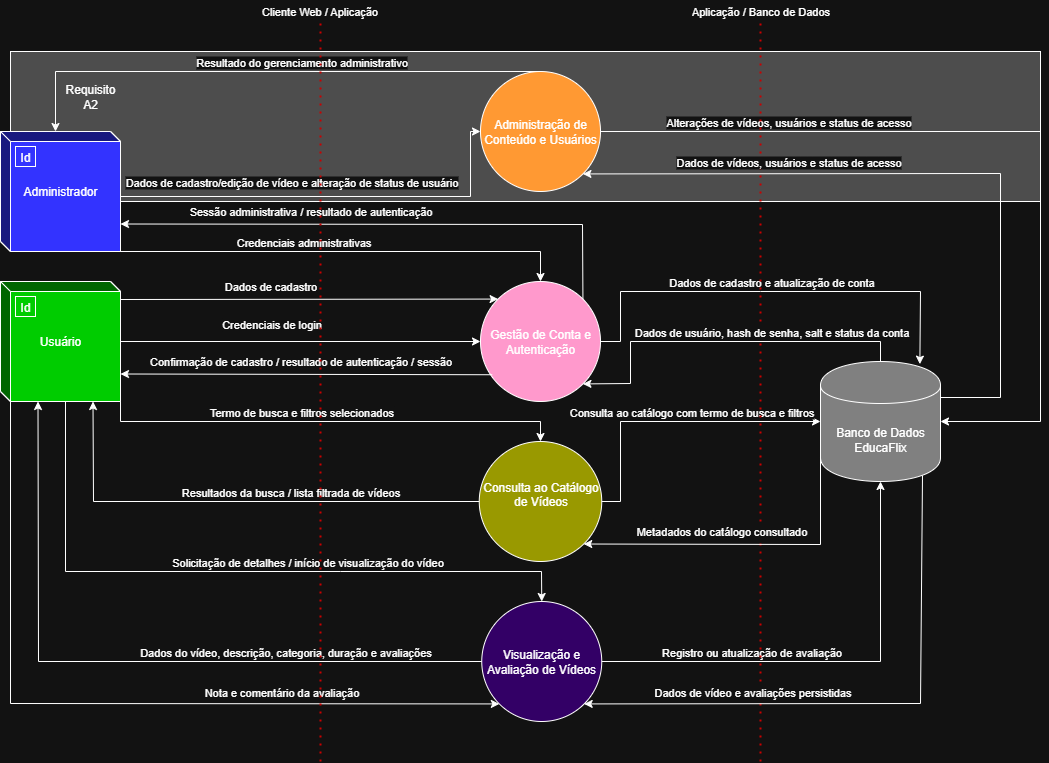 Cliente Web / Aplicação
Aplicação / Banco de Dados
Resultado do gerenciamento administrativo
Requisito
A2
Administração de
Conteúdo e Usuários
Alterações de vídeos, usuários e status de acesso
Dados de vídeos, usuários e status de acesso
Id
Administrador
Dados de cadastro/edição de vídeo e alteração de status de usuário
Sessão administrativa / resultado de autenticação
Credenciais administrativas
Dados de cadastro
Dados de cadastro e atualização de conta
Id
Usuário
Credenciais de login
Gestão de Conta e
Autenticação
Dados de usuário, hash de senha, salt e status da conta
Confirmação de cadastro / resultado de autenticação / sessão
Termo de busca e filtros selecionados
Consulta ao catálogo com termo de busca e filtros
Banco de Dados
EducaFlix
Resultados da busca / lista filtrada de vídeos
Consulta ao Catálogo
de Vídeos
Metadados do catálogo consultado
Solicitação de detalhes / início de visualização do vídeo
Dados do vídeo, descrição, categoria, duração e avaliações
Visualização e
Avaliação de Vídeos
Registro ou atualização de avaliação
Nota e comentário da avaliação
Dados de vídeo e avaliações persistidas